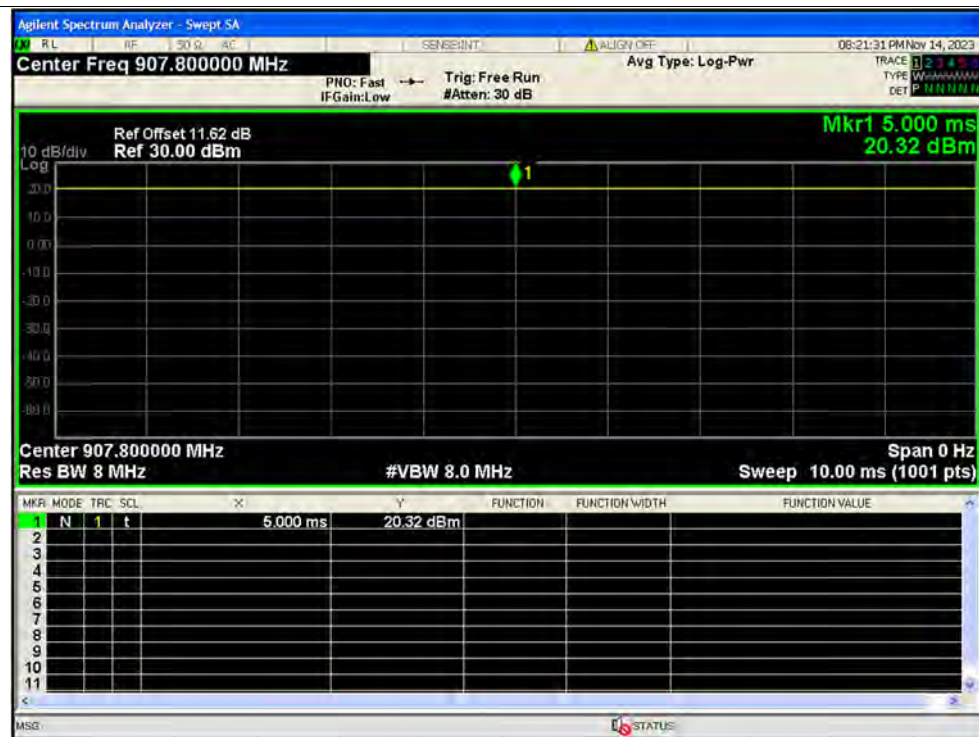 Agilent Spectrum Analyzer - Swept SA
RL RF 50 Ω AC SENSE:INT ALIGN OFF 08:21:31 PM Nov 14, 2023
Center Freq 907.800000 MHz Avg Type: Log-Pwr TRACE 1 2 3 4 5 6
PNO: Fast Trig: Free Run TYPE W
IFGain:Low #Atten: 30 dB DET P N N N N N
Mkr1 5.000 ms
Ref Offset 11.62 dB
10 dB/div Ref 30.00 dBm 20.32 dBm
Log
1
20.0
10.0
0.00
-10.0
-20.0
-30.0
-40.0
-50.0
-60.0
Center 907.800000 MHz Span 0 Hz
Res BW 8 MHz #VBW 8.0 MHz Sweep 10.00 ms (1001 pts)
MKR MODE TRC SCL X Y FUNCTION FUNCTION WIDTH FUNCTION VALUE
1 N 1 t 5.000 ms 20.32 dBm
2
3
4
5
6
7
8
9
10
11
MSG STATUS